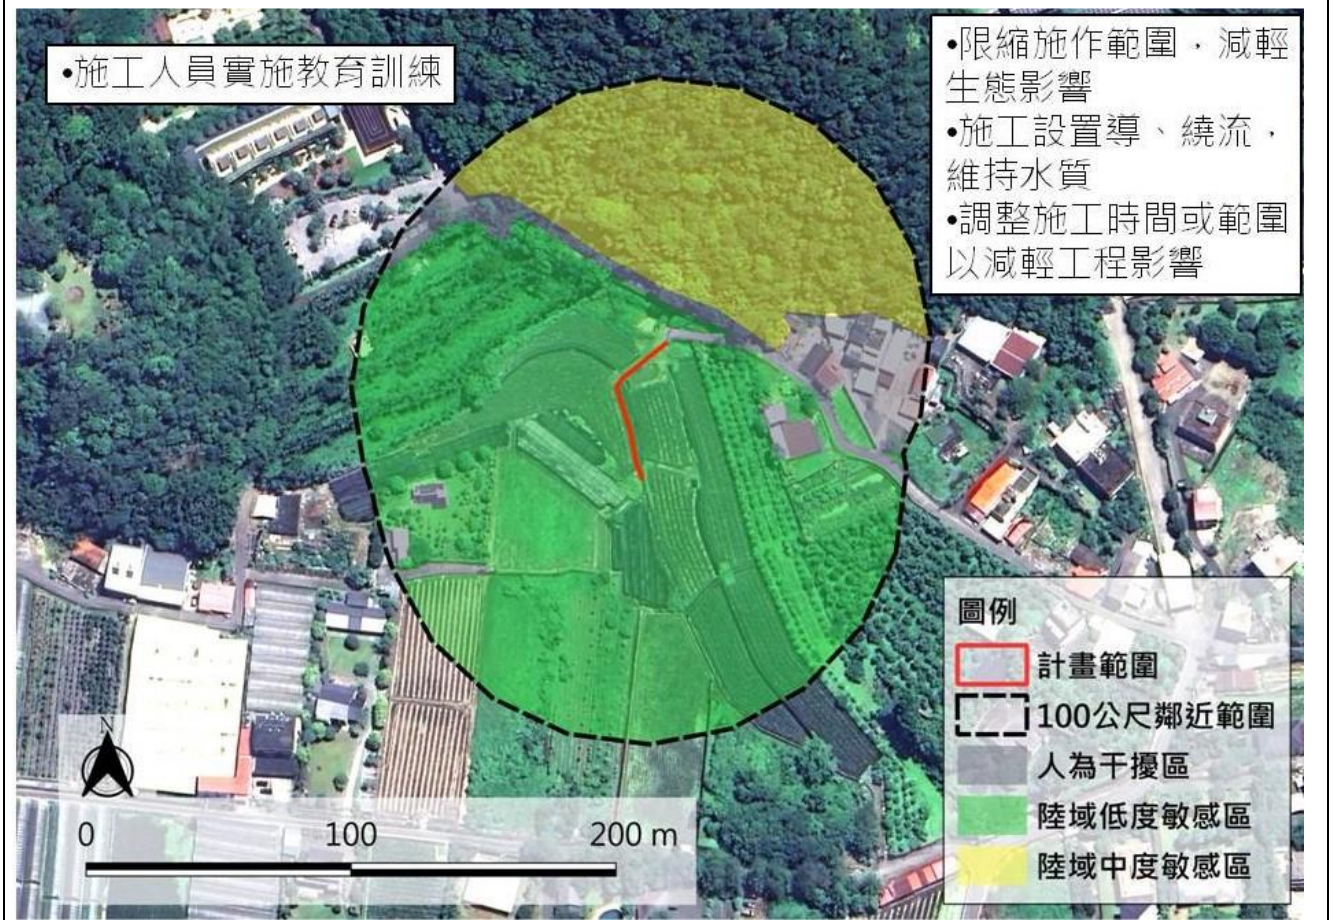 •施工人員實施教育訓練
•限縮施作範圍，減輕
生態影響
•施工設置導、繞流，
維持水質
•調整施工時間或範圍
以減輕工程影響
圖例
計畫範圍
100公尺鄰近範圍
人為干擾區
陸域低度敏感區
陸域中度敏感區
N
0 100 200 m